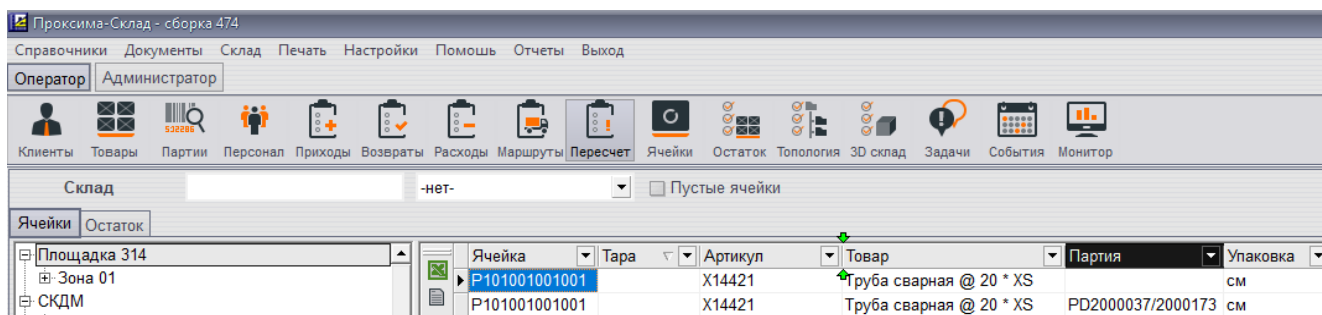 Проксима-Склад - сборка 474
Справочники Документы Склад Печать Настройки Помошь Отчеты Выход
Оператор Администратор
512286
Клиенты Товары Партии Персонал Приходы Возвраты Расходы Маршруты Пересчет Ячейки Остаток Топология 3D склад Задачи События Монитор
Склад -нет- Пустые ячейки
Ячейки Остаток
Площадка 314 Ячейка Тара Артикул Товар Партия Упаковка
Зона 01 P101001001001 X14421 Труба сварная @ 20 * XS см
СКДМ P101001001001 X14421 Труба сварная @ 20 * XS PD2000037/2000173 см